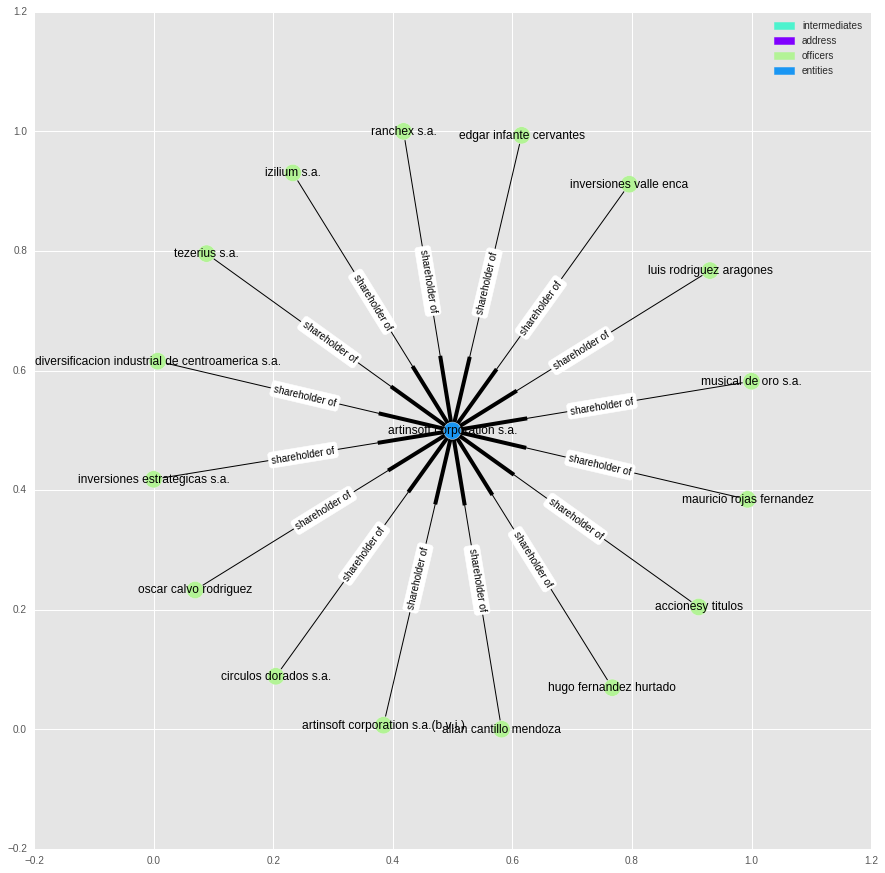 1.2
intermediates
address
officers
entities
1.0
ranchex s.a.
edgar infante cervantes
izilium s.a.
inversiones valle enca
0.8
tezerius s.a.
luis rodriguez aragones
shareholder of
shareholder of
shareholder of
shareholder of
shareholder of
shareholder of
0.6
diversificacion industrial de centroamerica s.a.
musical de oro s.a.
shareholder of
shareholder of
artinsoft corporation s.a.
shareholder of
shareholder of
0.4
inversiones estrategicas s.a.
mauricio rojas fernandez
shareholder of
shareholder of
shareholder of
shareholder of
shareholder of
shareholder of
0.2
oscar calvo rodriguez
accionesy titulos
circulos dorados s.a.
hugo fernandez hurtado
0.0
artinsoft corporation s.a.(b.v.i.)
allan cantillo mendoza
−0.2
−0.2
0.0
0.2
0.4
0.6
0.8
1.0
1.2